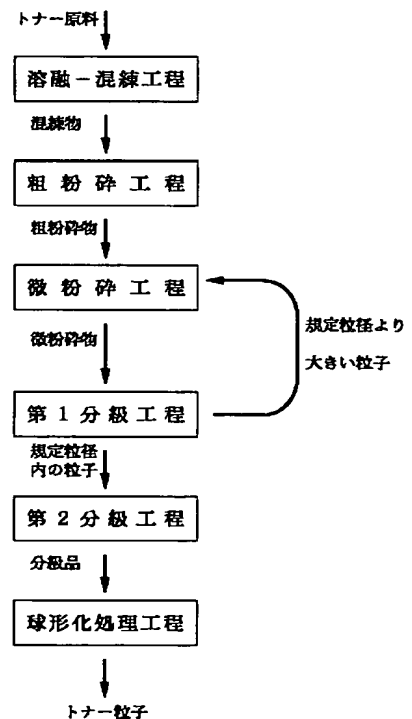 トナー原料
溶融－混練工程
混練物
粗粉砕工程
粗粉砕物
微粉砕工程
規定粒径より
大きい粒子
微粉砕物
第１分級工程
規定粒径
内の粒子
第２分級工程
分級品
球形化処理工程
トナー粒子